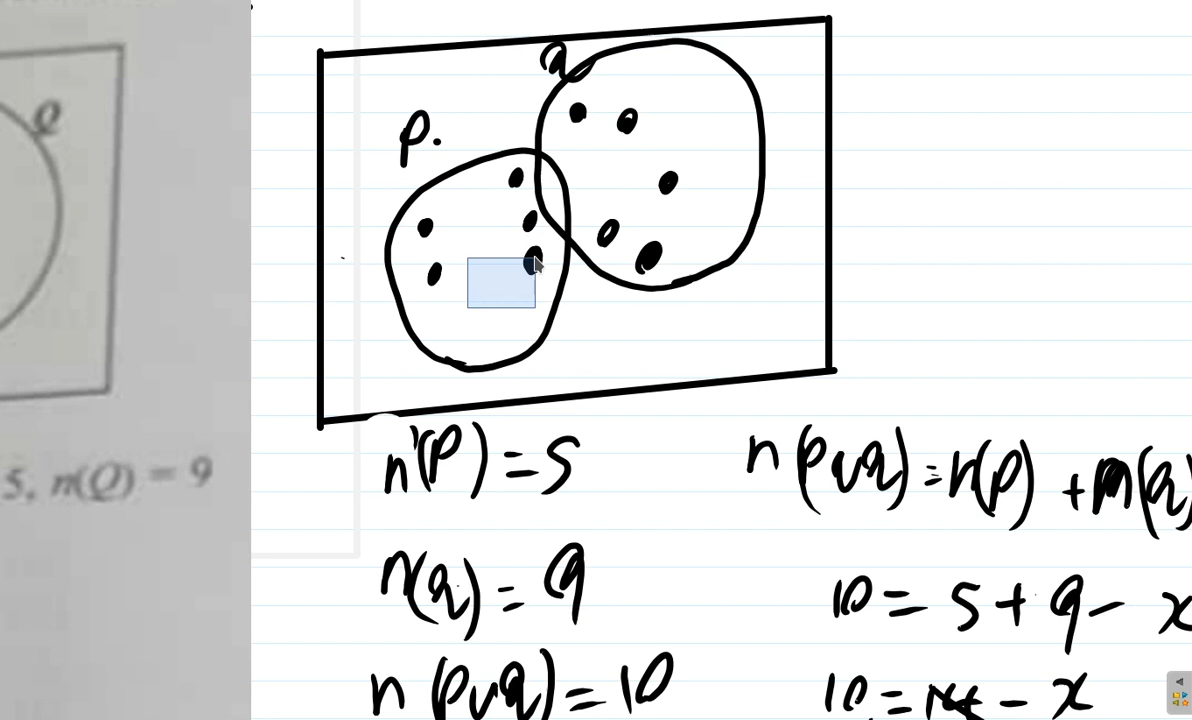 Q
Q
P.
5, n(Q) = 9
n(P) = 5
n(P∪Q) = n(P) + n(Q)
n(Q) = 9
10 = 5 + 9 - x
n(P∪Q) = 10
10 = 14 - x